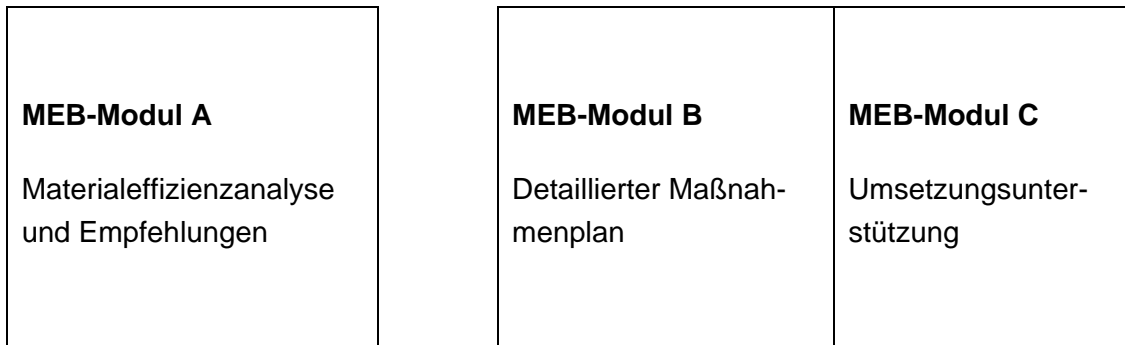 MEB-Modul A
Materialeffizienzanalyse
und Empfehlungen
MEB-Modul B
Detaillierter Maßnah-
menplan
MEB-Modul C
Umsetzungsunter-
stützung